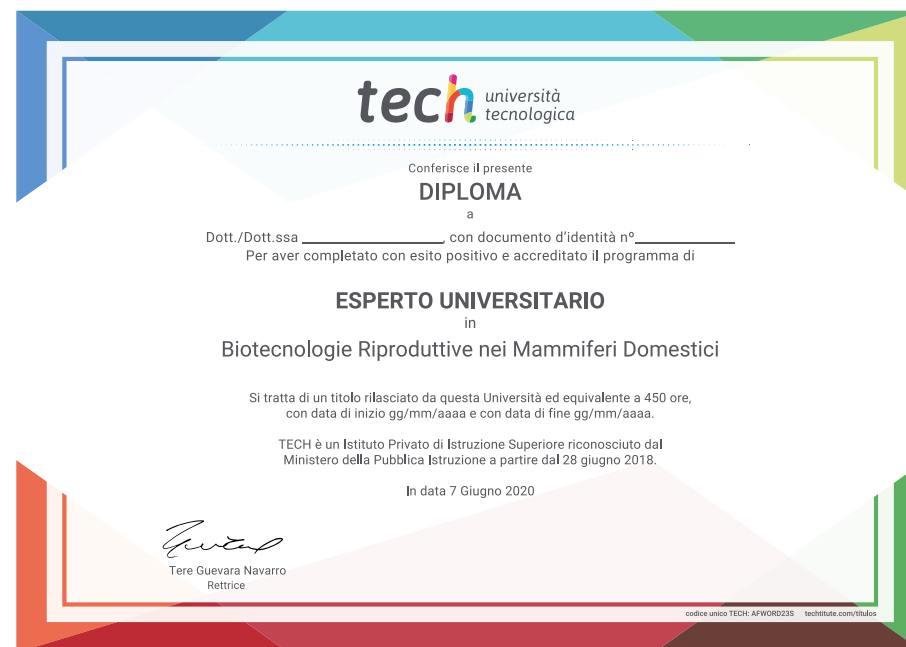 tech università
tecnologica
Conferisce il presente
DIPLOMA
a
Dott./Dott.ssa ________________, con documento d'identità nº____________
Per aver completato con esito positivo e accreditato il programma di
ESPERTO UNIVERSITARIO
in
Biotecnologie Riproduttive nei Mammiferi Domestici
Si tratta di un titolo rilasciato da questa Università ed equivalente a 450 ore,
con data di inizio gg/mm/aaaa e con data di fine gg/mm/aaaa.
TECH è un Istituto Privato di Istruzione Superiore riconosciuto dal
Ministero della Pubblica Istruzione a partire dal 28 giugno 2018.
In data 7 Giugno 2020
Tere Guevara Navarro
Rettrice
codice unico TECH: AFWORD23S techtitute.com/titulos